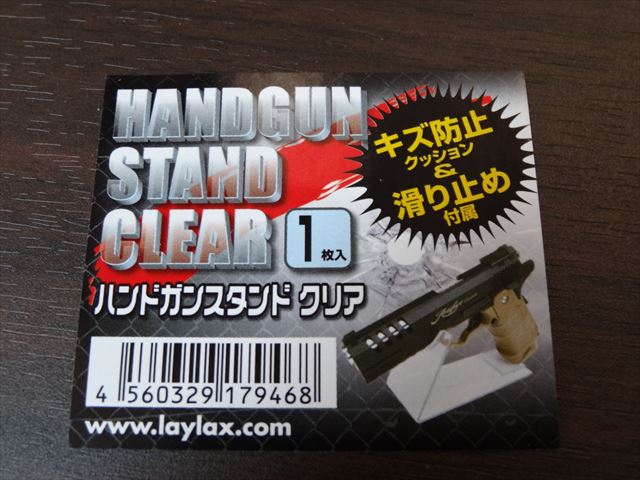 HANDGUN
STAND
CLEAR
1
枚入
ハンドガンスタンド クリア
キズ防止
クッション
&
滑り止め
付属
4 560329 179468
www.laylax.com